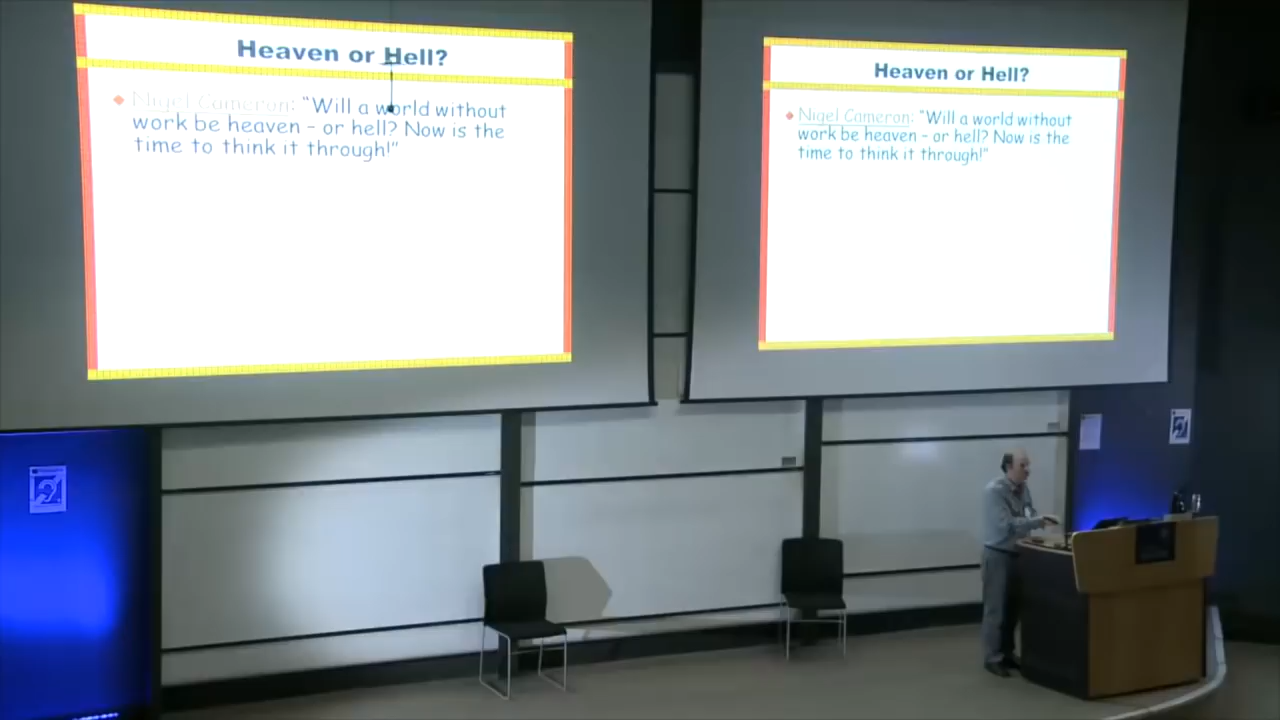 Heaven or Hell?
Nigel Cameron: “Will a world without
work be heaven – or hell? Now is the
time to think it through!”
Heaven or Hell?
Nigel Cameron: “Will a world without
work be heaven – or hell? Now is the
time to think it through!”